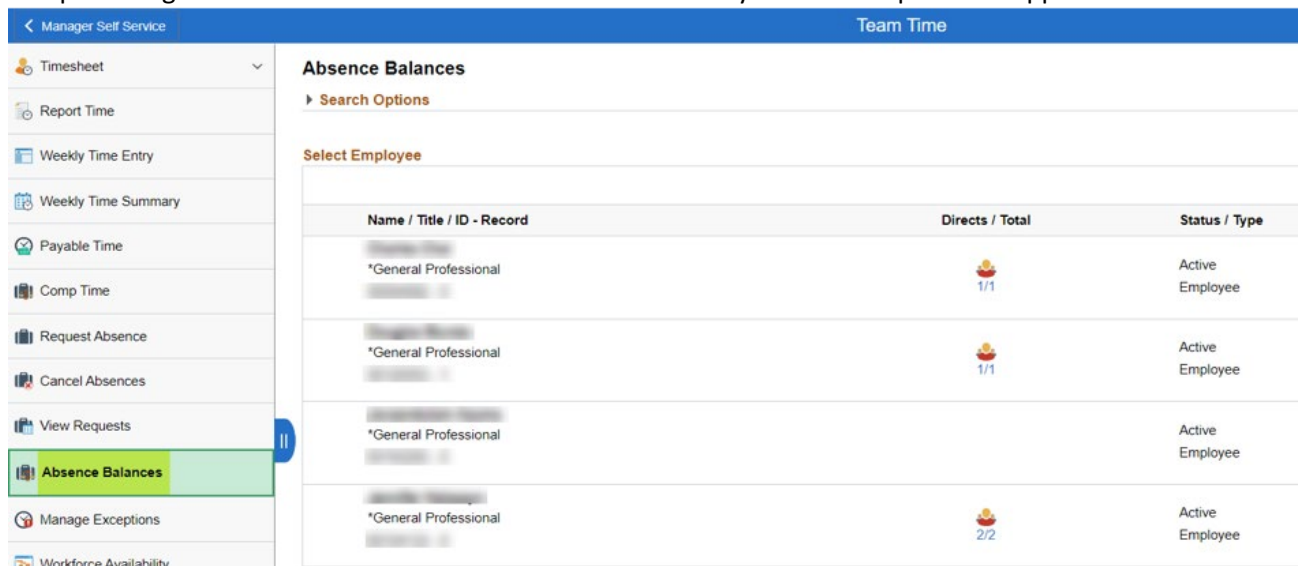 Manager Self Service
Team Time
Timesheet
Report Time
Weekly Time Entry
Weekly Time Summary
Payable Time
Comp Time
Request Absence
Cancel Absences
View Requests
Absence Balances
Manage Exceptions
Workforce Availability
Absence Balances
Search Options
Select Employee
Name / Title / ID - Record Directs / Total Status / Type
*General Professional
1/1
Active
Employee
*General Professional
1/1
Active
Employee
*General Professional
Active
Employee
*General Professional
2/2
Active
Employee